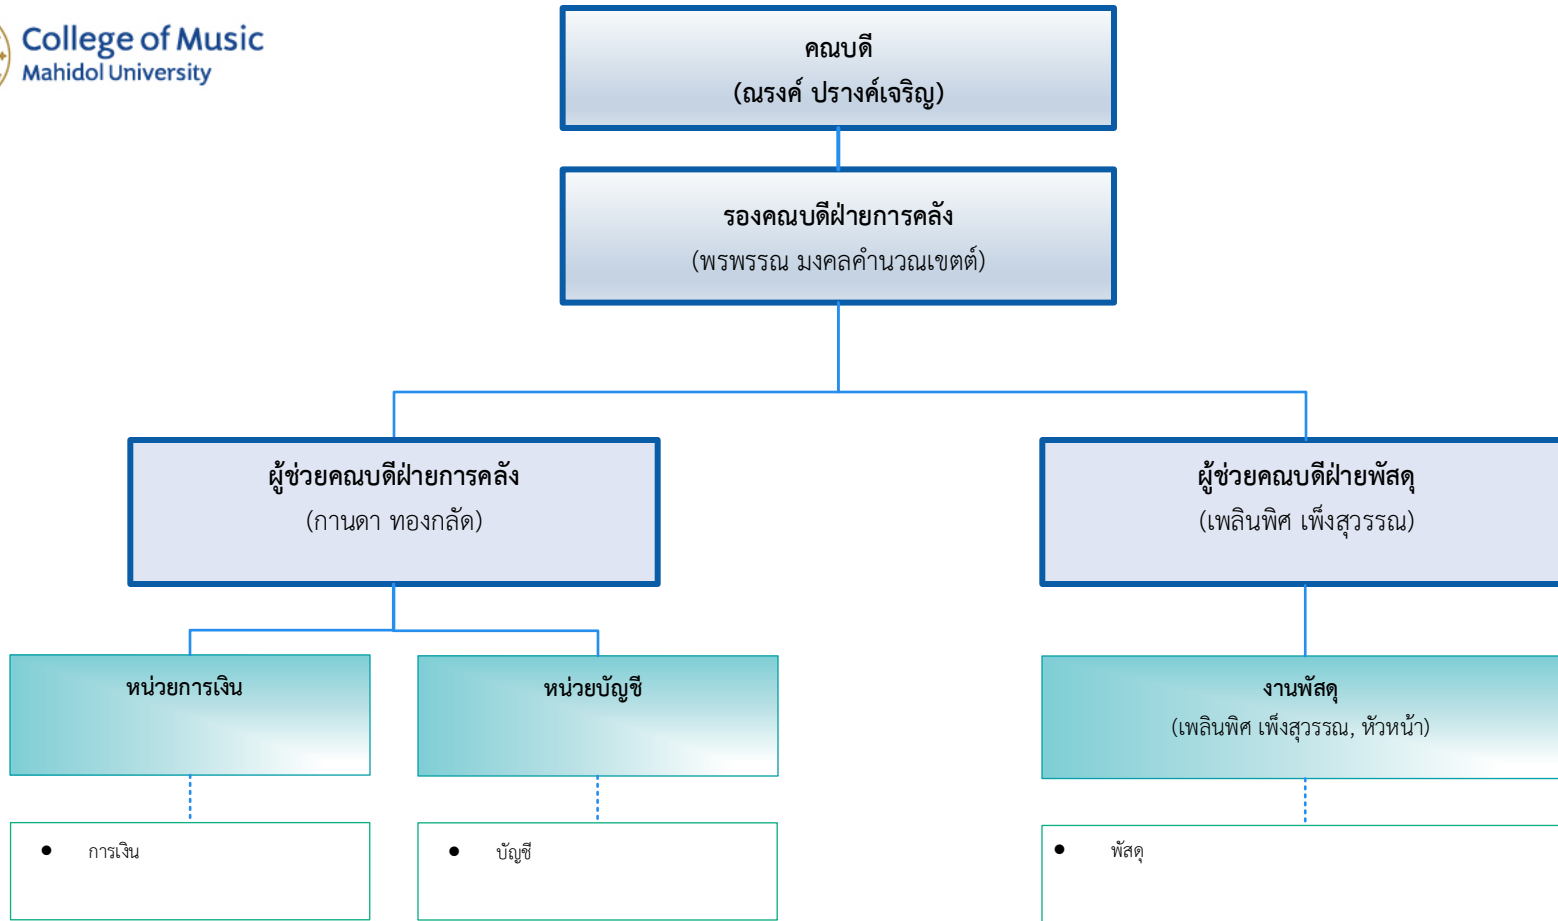 College of Music
Mahidol University
คณบดี
(ณรงค์ ปรางค์เจริญ)
รองคณบดีฝ่ายการคลัง
(พรพรรณ มงคลคำนวณเขตต์)
ผู้ช่วยคณบดีฝ่ายการคลัง
(กานดา ทองกลัด)
ผู้ช่วยคณบดีฝ่ายพัสดุ
(เพลินพิศ เพ็งสุวรรณ)
หน่วยการเงิน
หน่วยบัญชี
งานพัสดุ
(เพลินพิศ เพ็งสุวรรณ, หัวหน้า)
● การเงิน
● บัญชี
● พัสดุ